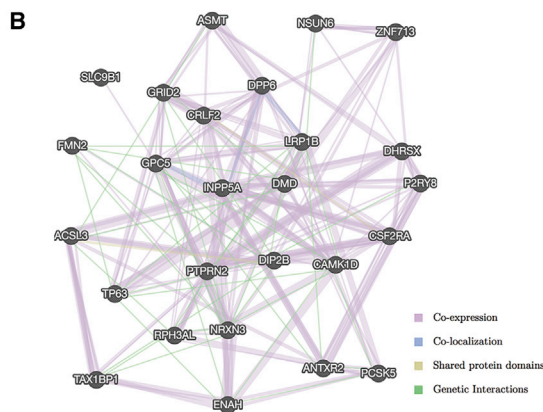 B
ASMT
NSUN6
ZNF713
SLC9B1
GRID2
DPP6
CRLF2
LRP1B
FMN2
GPC5
DHRSX
INPP5A
DMD
P2RY8
ACSL3
CSF2RA
PTPRN2
DIP2B
CAMK1D
TP63
RPH3AL
NRXN3
TAX1BP1
ANTXR2
PCSK5
ENAH
Co-expression
Co-localization
Shared protein domains
Genetic Interactions